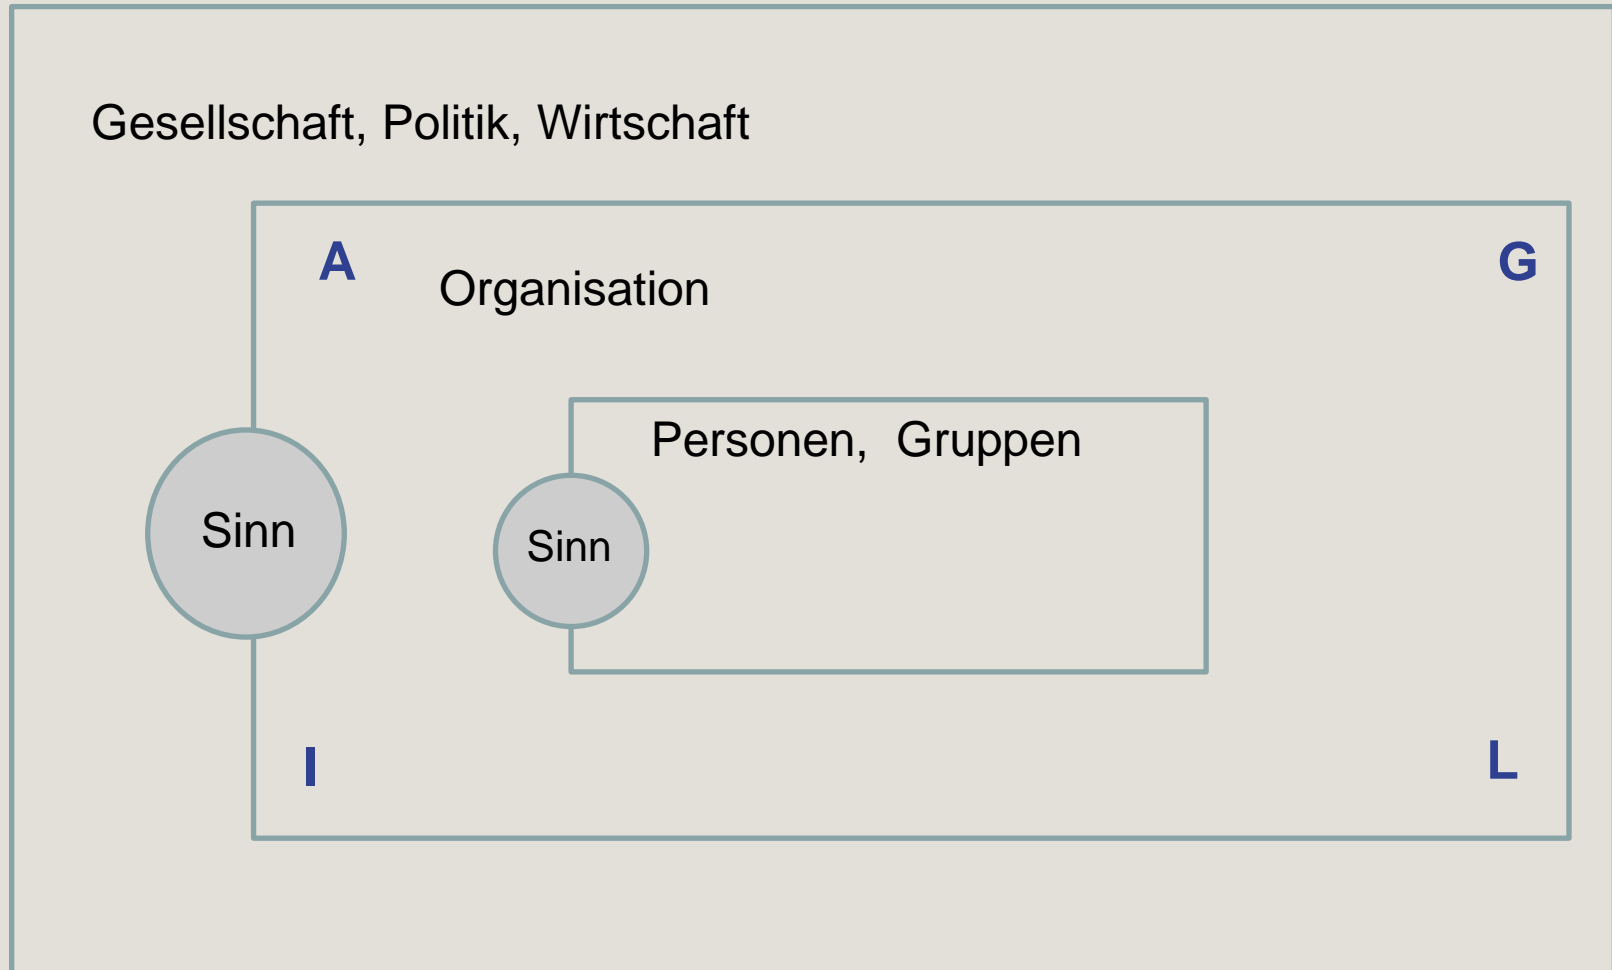 Gesellschaft, Politik, Wirtschaft
A
G
Organisation
Personen,  Gruppen
Sinn
Sinn
I
L